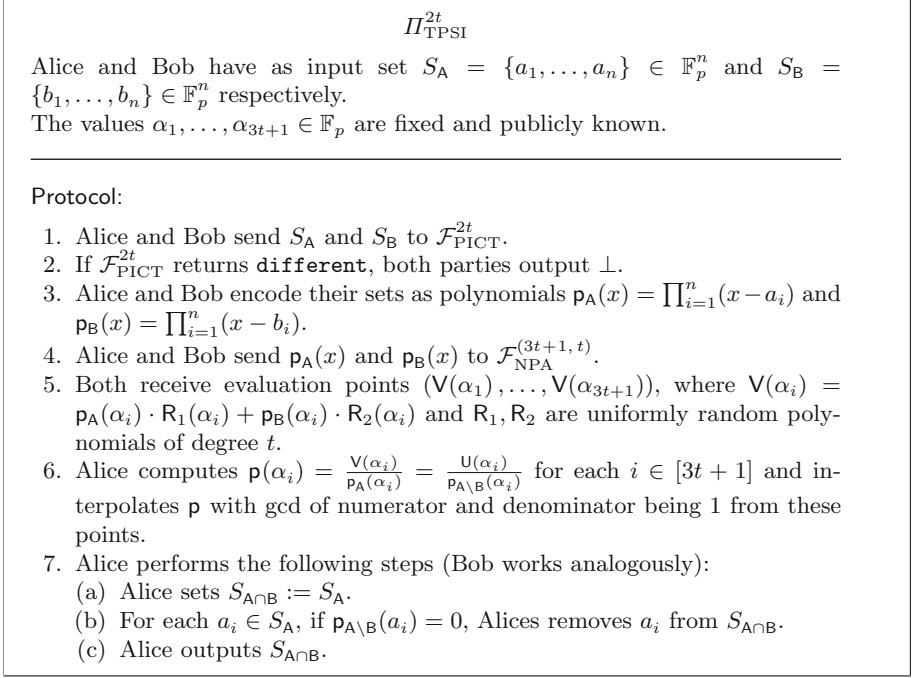 Π^{2t}_{TPSI}
Alice and Bob have as input set S_A = {a_1, . . . , a_n} ∈ 𝔽_p^n and S_B =
{b_1, . . . , b_n} ∈ 𝔽_p^n respectively.
The values α_1, . . . , α_{3t+1} ∈ 𝔽_p are fixed and publicly known.
Protocol:
1. Alice and Bob send S_A and S_B to ℱ^{2t}_{PICT}.
2. If ℱ^{2t}_{PICT} returns different, both parties output ⊥.
3. Alice and Bob encode their sets as polynomials p_A(x) = ∏_{i=1}^n (x−a_i) and
p_B(x) = ∏_{i=1}^n (x − b_i).
4. Alice and Bob send p_A(x) and p_B(x) to ℱ^{(3t+1, t)}_{NPA}.
5. Both receive evaluation points (V(α_1) , . . . , V(α_{3t+1})), where V(α_i) =
p_A(α_i) · R_1(α_i) + p_B(α_i) · R_2(α_i) and R_1, R_2 are uniformly random poly-
nomials of degree t.
6. Alice computes p(α_i) = \frac{V(α_i)}{p_A(α_i)} = \frac{U(α_i)}{p_{A\B}(α_i)} for each i ∈ [3t + 1] and in-
terpolates p with gcd of numerator and denominator being 1 from these
points.
7. Alice performs the following steps (Bob works analogously):
(a) Alice sets S_{A∩B} := S_A.
(b) For each a_i ∈ S_A, if p_{A\B}(a_i) = 0, Alices removes a_i from S_{A∩B}.
(c) Alice outputs S_{A∩B}.